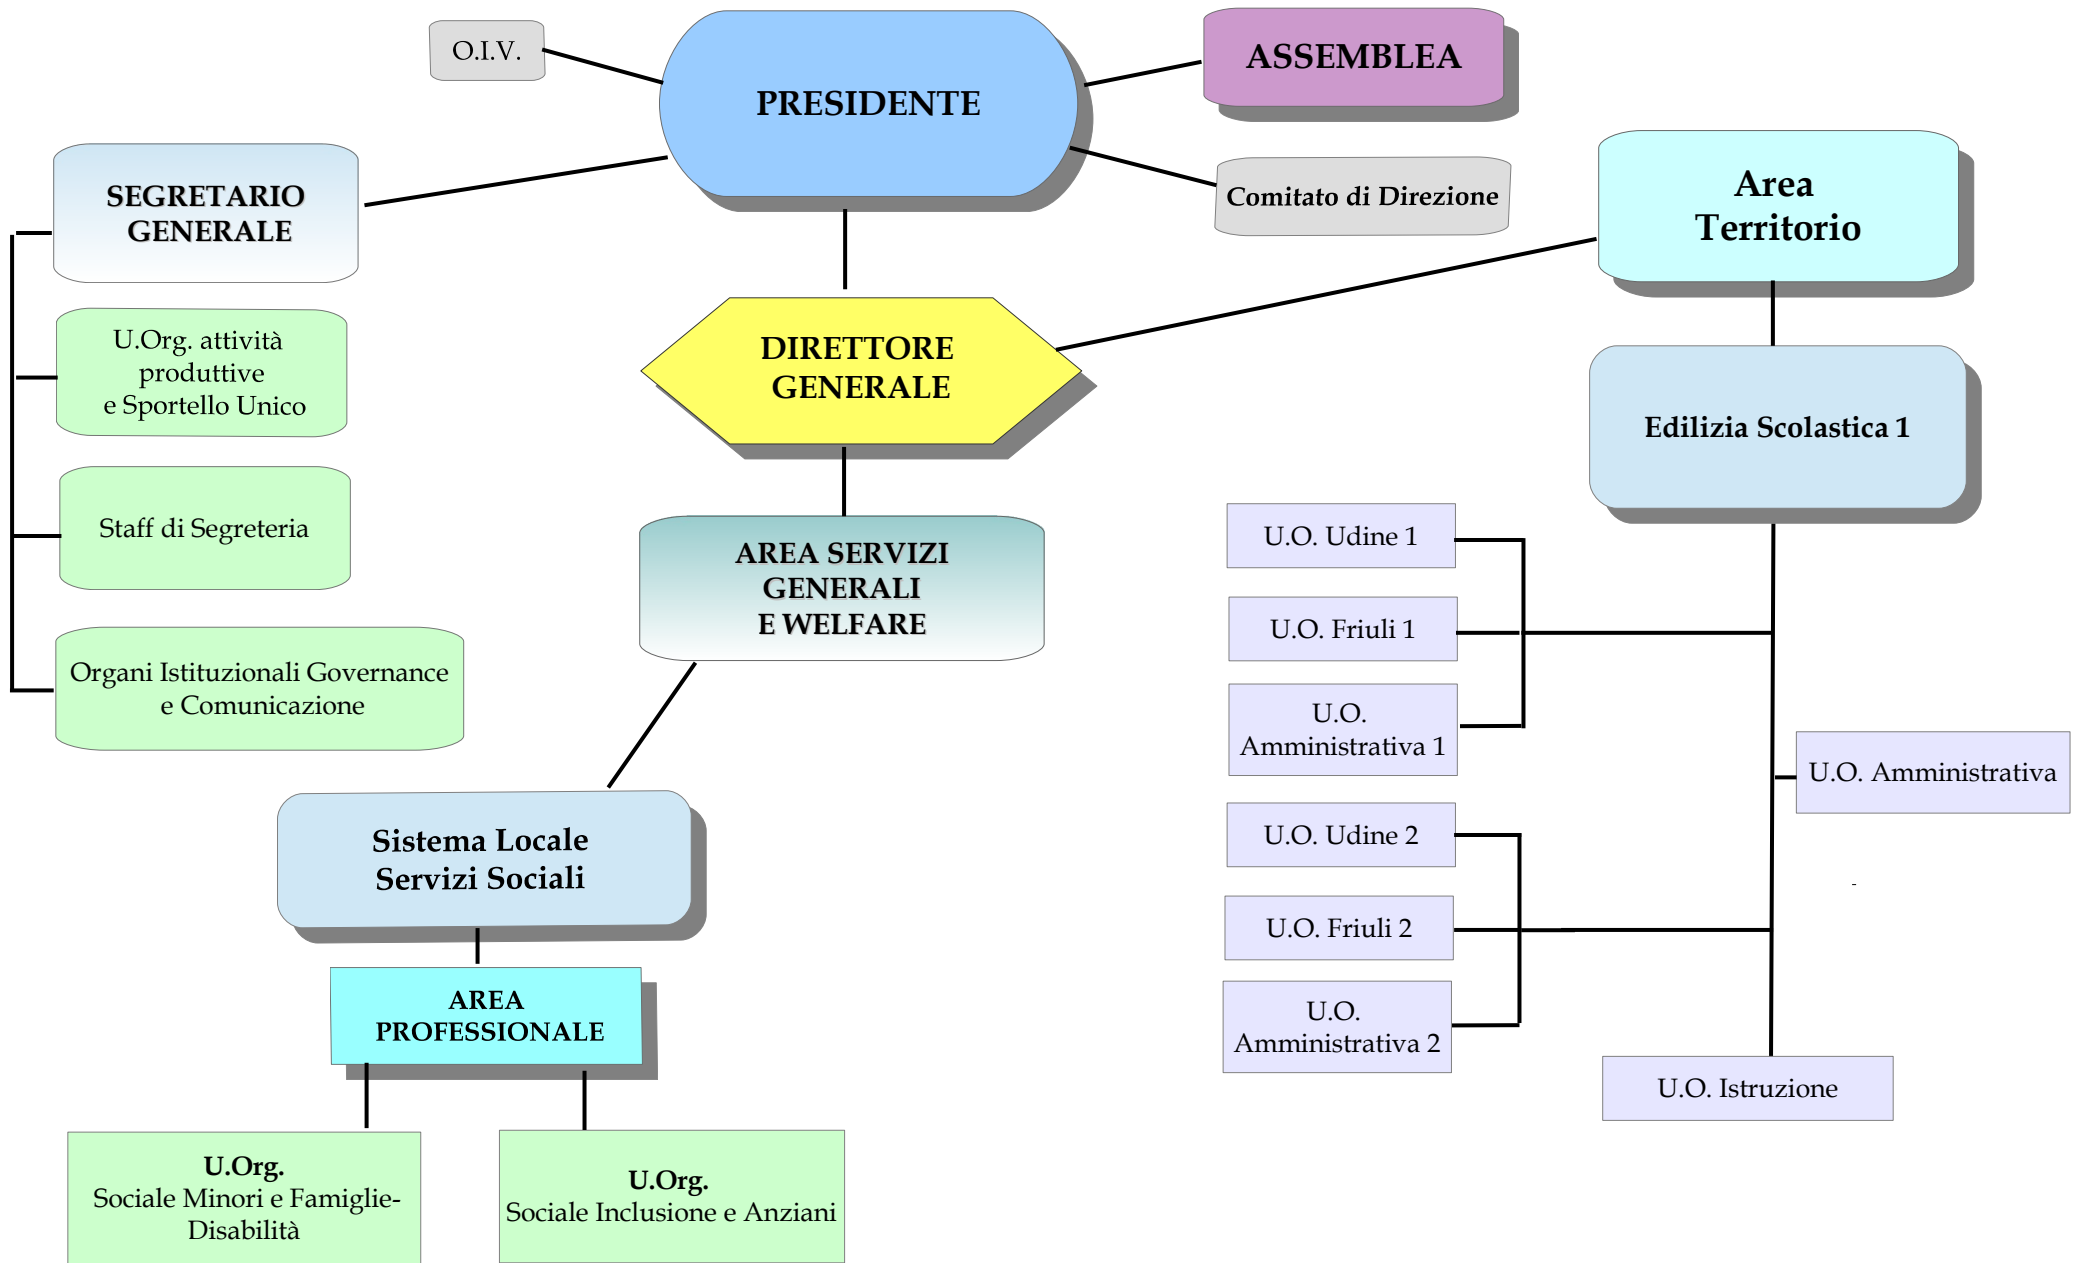 O.I.V.
PRESIDENTE
ASSEMBLEA
Comitato di Direzione
SEGRETARIO
GENERALE
U.Org. attività
produttive
e Sportello Unico
Staff di Segreteria
Organi Istituzionali Governance
e Comunicazione
DIRETTORE
GENERALE
AREA SERVIZI
GENERALI
E WELFARE
Sistema Locale
Servizi Sociali
AREA
PROFESSIONALE
U.Org.
Sociale Minori e Famiglie-
Disabilità
U.Org.
Sociale Inclusione e Anziani
Area
Territorio
Edilizia Scolastica 1
U.O. Udine 1
U.O. Friuli 1
U.O.
Amministrativa 1
U.O. Amministrativa
U.O. Udine 2
-
U.O. Friuli 2
U.O.
Amministrativa 2
U.O. Istruzione